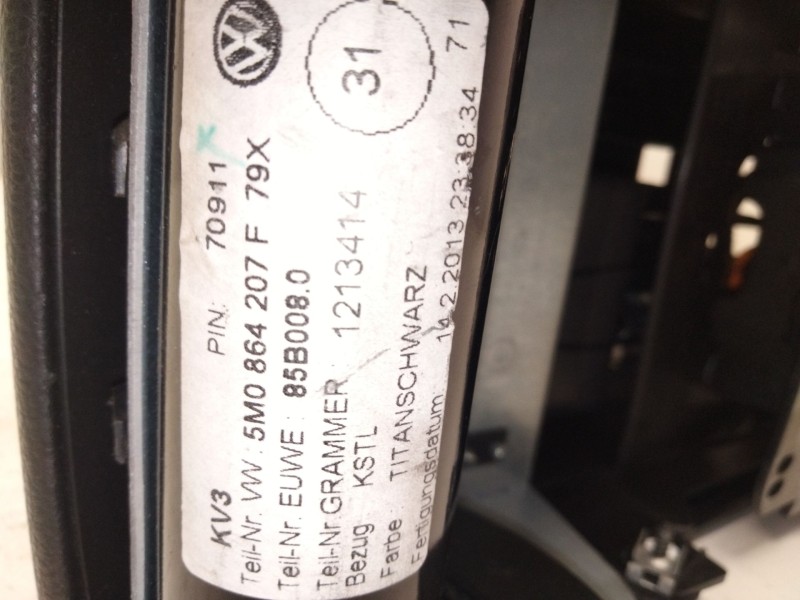 31
KV3 PIN: 70911
Teil-Nr. VW: 5M0 864 207 F 79X
Teil-Nr. EUWE: 85B008.0
Teil-Nr. GRAMMER: 1213414
Bezug KSTL
Farbe: TITANSCHWARZ
Fertigungsdatum 14.2.2013 23:38:34 71